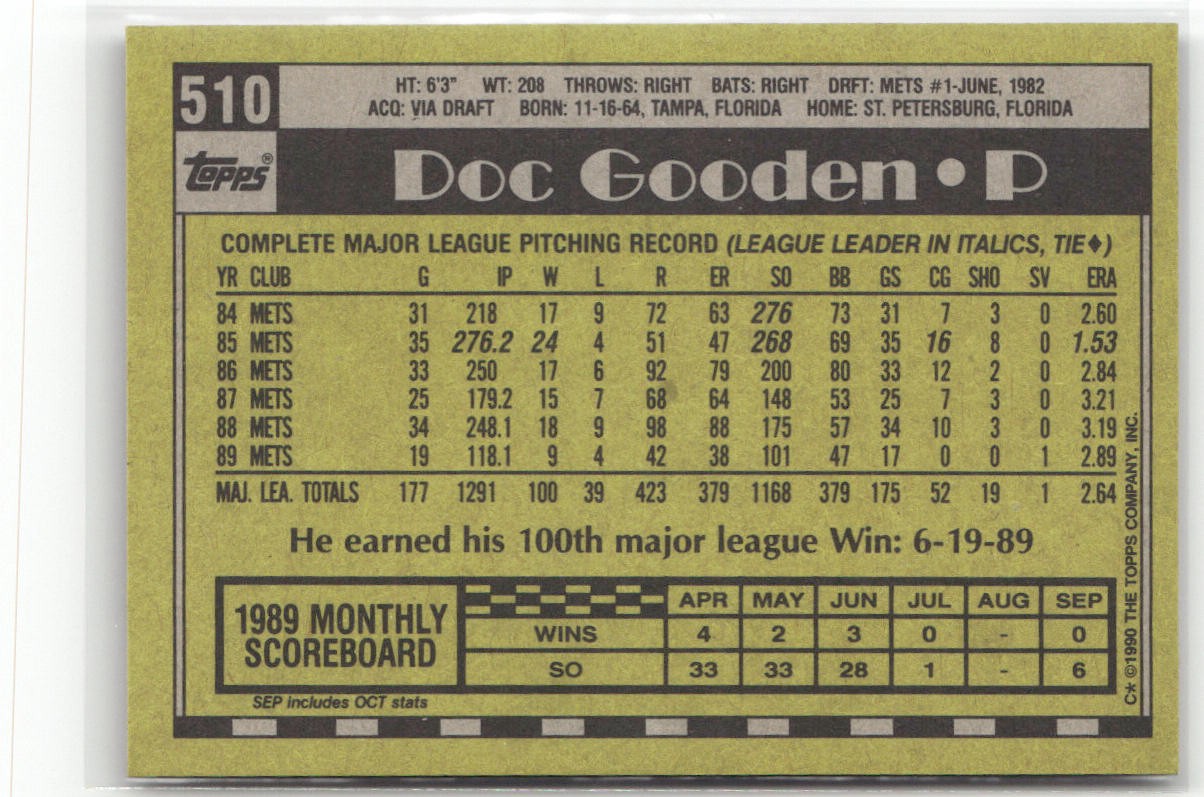 510
HT: 6'3" WT: 208 THROWS: RIGHT BATS: RIGHT DRFT: METS #1-JUNE, 1982
ACQ: VIA DRAFT BORN: 11-16-64, TAMPA, FLORIDA HOME: ST. PETERSBURG, FLORIDA
topps®
Doc Gooden • P
COMPLETE MAJOR LEAGUE PITCHING RECORD (LEAGUE LEADER IN ITALICS, TIE♦)
YR CLUB G IP W L R ER SO BB GS CG SHO SV ERA
84 METS 31 218 17 9 72 63 276 73 31 7 3 0 2.60
85 METS 35 276.2 24 4 51 47 268 69 35 16 8 0 1.53
86 METS 33 250 17 6 92 79 200 80 33 12 2 0 2.84
87 METS 25 179.2 15 7 68 64 148 53 25 7 3 0 3.21
88 METS 34 248.1 18 9 98 88 175 57 34 10 3 0 3.19
89 METS 19 118.1 9 4 42 38 101 47 17 0 0 1 2.89
MAJ. LEA. TOTALS 177 1291 100 39 423 379 1168 379 175 52 19 1 2.64
He earned his 100th major league Win: 6-19-89
1989 MONTHLY
SCOREBOARD
APR MAY JUN JUL AUG SEP
WINS 4 2 3 0 - 0
SO 33 33 28 1 - 6
SEP includes OCT stats
C* ©1990 THE TOPPS COMPANY, INC.